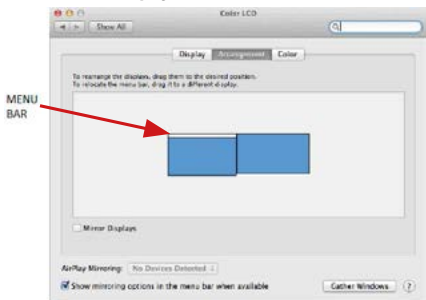 Color LCD
Show All
Display Arrangement Color
To rearrange the displays, drag them to the desired position.
To relocate the menu bar, drag it to a different display.
MENU
BAR
Mirror Displays
AirPlay Mirroring: No Devices Detected
Show mirroring options in the menu bar when available
Gather Windows ?